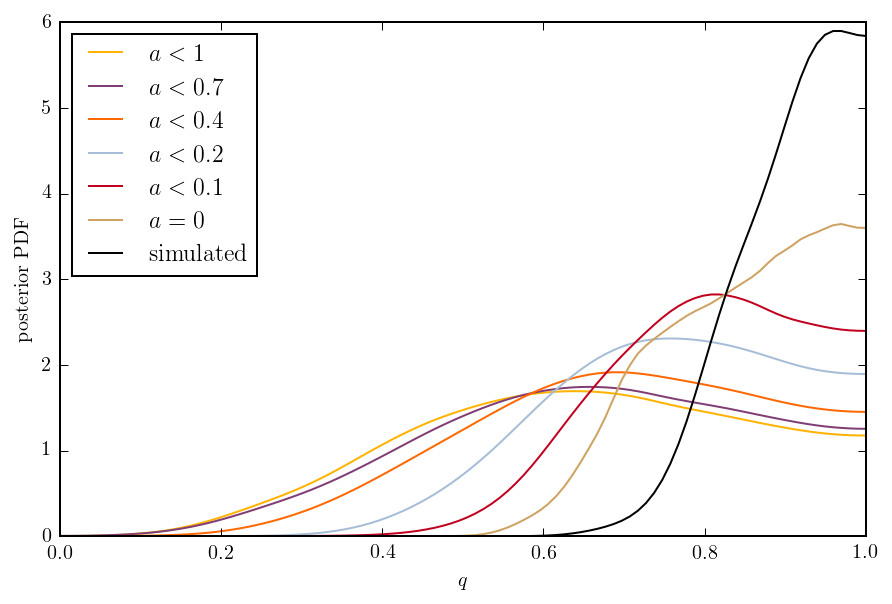 6
5
4
3
2
1
0
posterior PDF
a < 1
a < 0.7
a < 0.4
a < 0.2
a < 0.1
a = 0
simulated
0.0 0.2 0.4 0.6 0.8 1.0
q